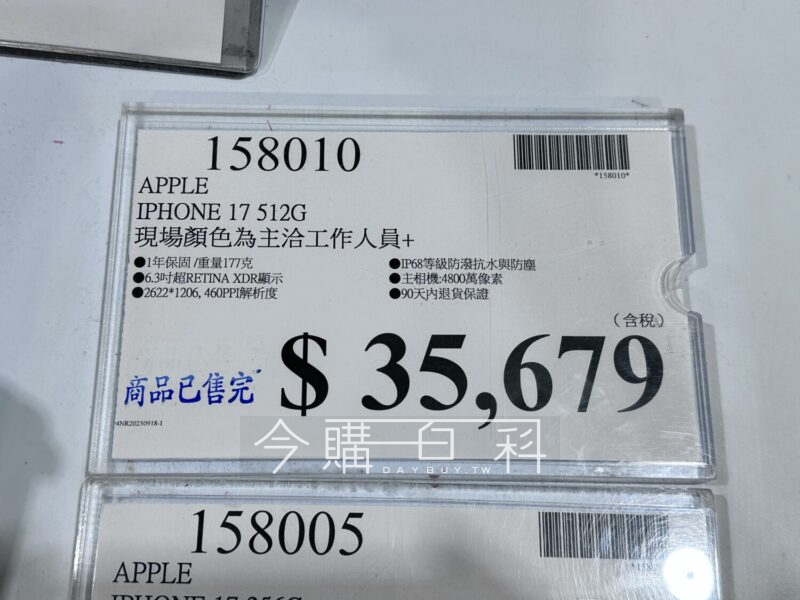 158010
*158010*
APPLE
IPHONE 17 512G
現場顏色為主洽工作人員+
●1年保固 /重量177克
●6.3吋超RETINA XDR顯示
●2622*1206, 460PPI解析度
●IP68等級防潑抗水與防塵
●主相機:4800萬像素
●90天內退貨保證
(含稅)
$ 35,679
商品已售完
4NR20250918-1
今購百科
DAYBUY.TW
158005
APPLE
IPHONE 17 256G